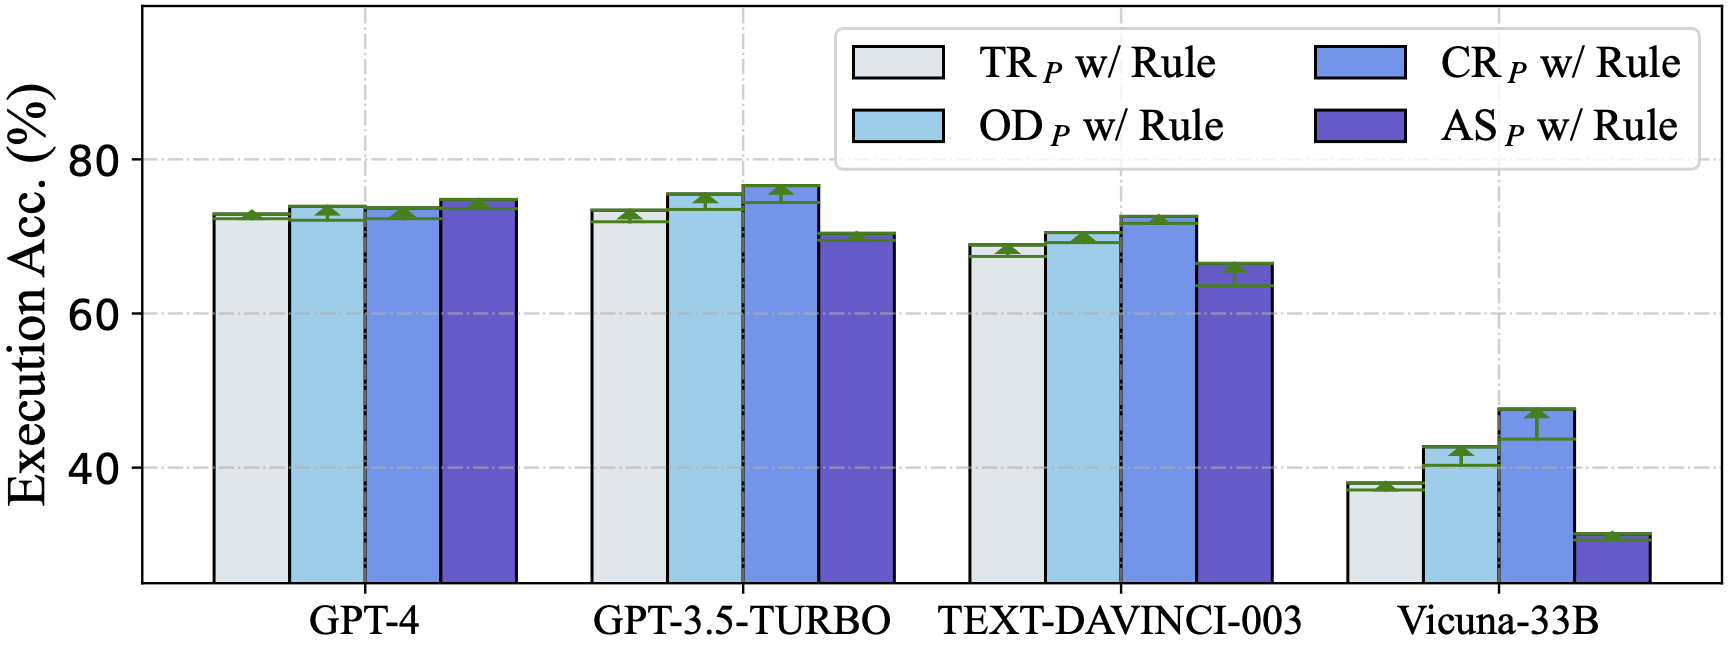 Execution Acc. (%)
80
60
40
TR P w/ Rule
OD P w/ Rule
CR P w/ Rule
AS P w/ Rule
GPT-4
GPT-3.5-TURBO
TEXT-DAVINCI-003
Vicuna-33B